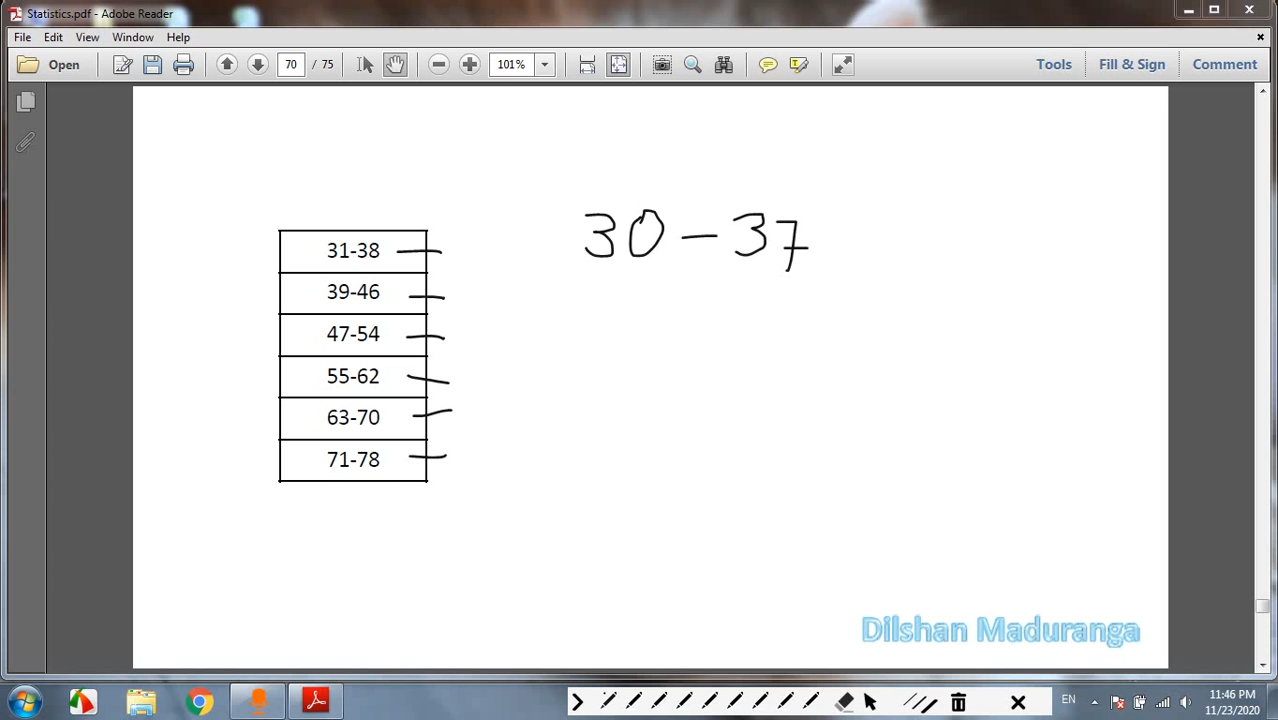 Statistics.pdf - Adobe Reader
File Edit View Window Help
Open 70 / 75 101% Tools Fill & Sign Comment
31-38
39-46
47-54
55-62
63-70
71-78
30-37
Dilshan Maduranga
EN 11:46 PM
11/23/2020